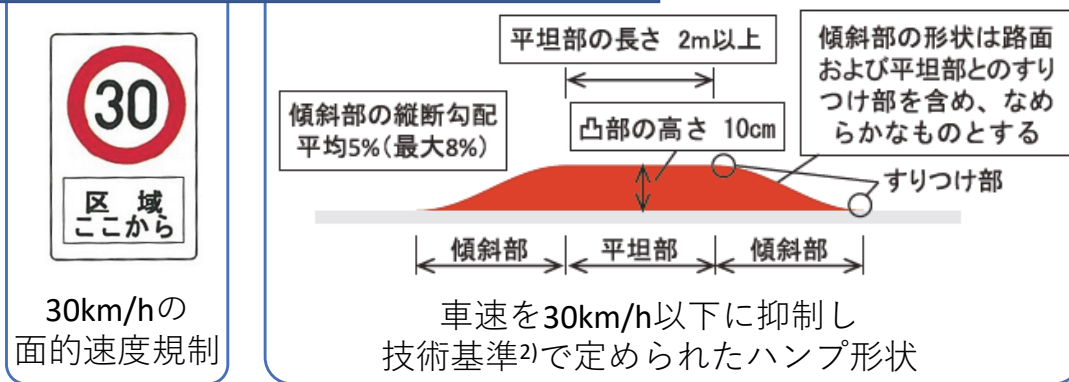 30
区 域
ここから
30km/hの
面的速度規制
平坦部の長さ 2m以上
傾斜部の縦断勾配
平均5%(最大8%)
凸部の高さ 10cm
傾斜部の形状は路面
および平坦部とのすり
つけ部を含め、なめ
らかなものとする
すりつけ部
傾斜部
平坦部
傾斜部
車速を30km/h以下に抑制し
技術基準2)で定められたハンプ形状